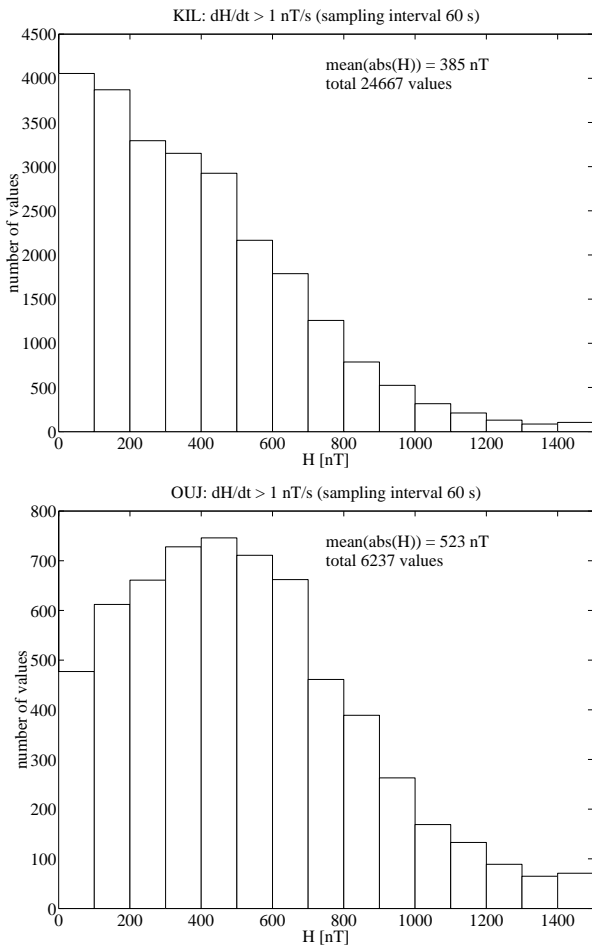 KIL: dH/dt > 1 nT/s (sampling interval 60 s)
4500
4000
3500
3000
2500
2000
1500
1000
500
0
number of values
mean(abs(H)) = 385 nT
total 24667 values
0 200 400 600 800 1000 1200 1400
H [nT]
OUJ: dH/dt > 1 nT/s (sampling interval 60 s)
800
700
600
500
400
300
200
100
0
number of values
mean(abs(H)) = 523 nT
total 6237 values
0 200 400 600 800 1000 1200 1400
H [nT]